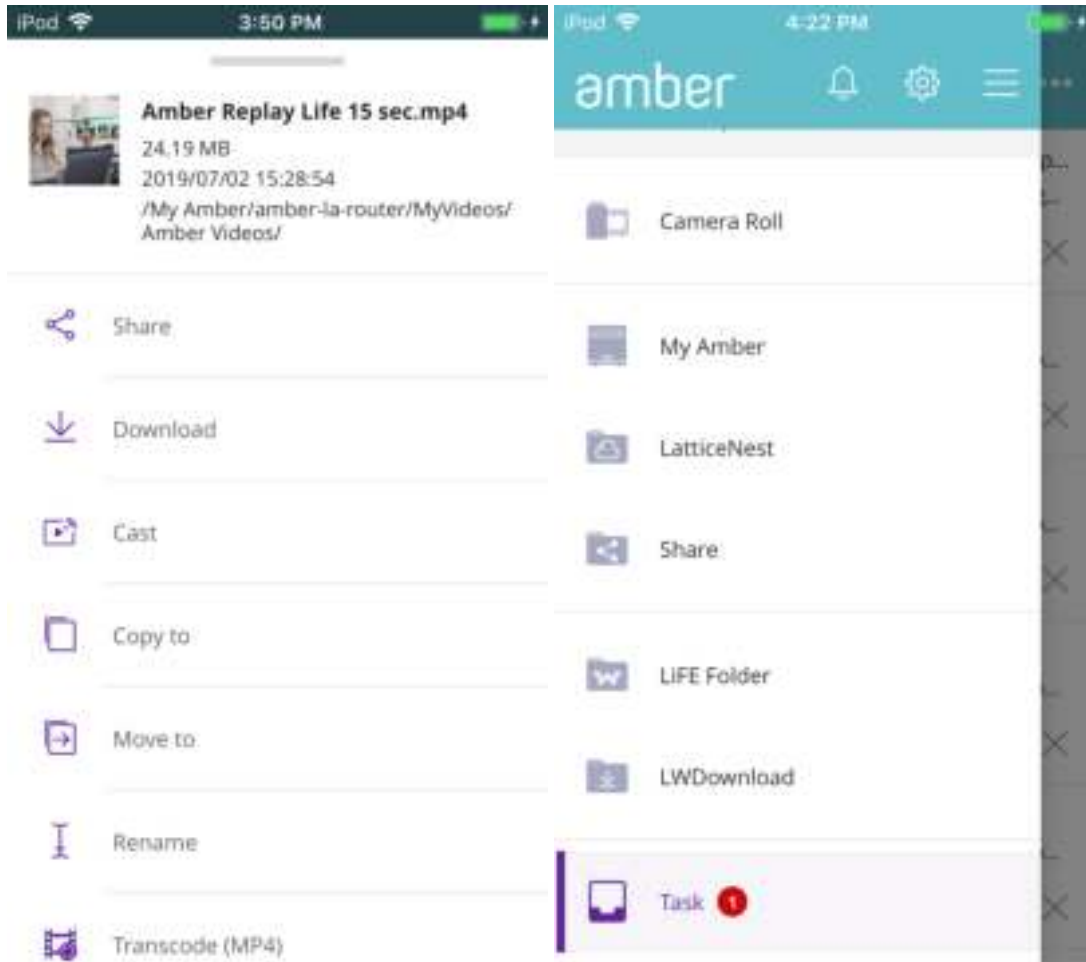 iPod 3:50 PM
Amber Replay Life 15 sec.mp4
24.19 MB
2019/07/02 15:28:54
/My Amber/amber-la-router/MyVideos/
Amber Videos/
Share
Download
Cast
Copy to
Move to
Rename
Transcode (MP4)
iPod 4:22 PM
amber
Camera Roll
My Amber
LatticeNest
Share
LiFE Folder
LWDownload
Task 1